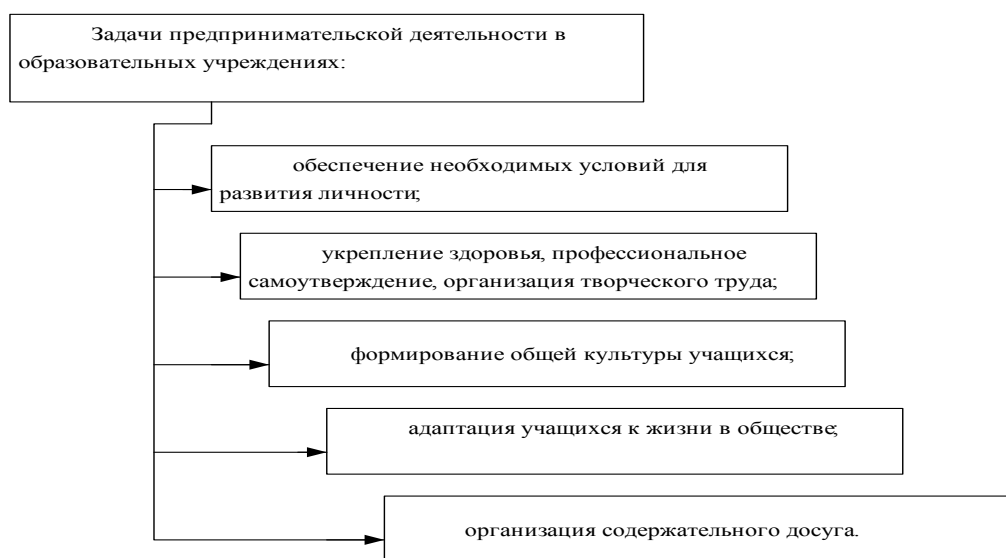 Задачи предпринимательской деятельности в
образовательных учреждениях:
обеспечение необходимых условий для
развития личности;
укрепление здоровья, профессиональное
самоутверждение, организация творческого труда;
формирование общей культуры учащихся;
адаптация учащихся к жизни в обществе;
организация содержательного досуга.